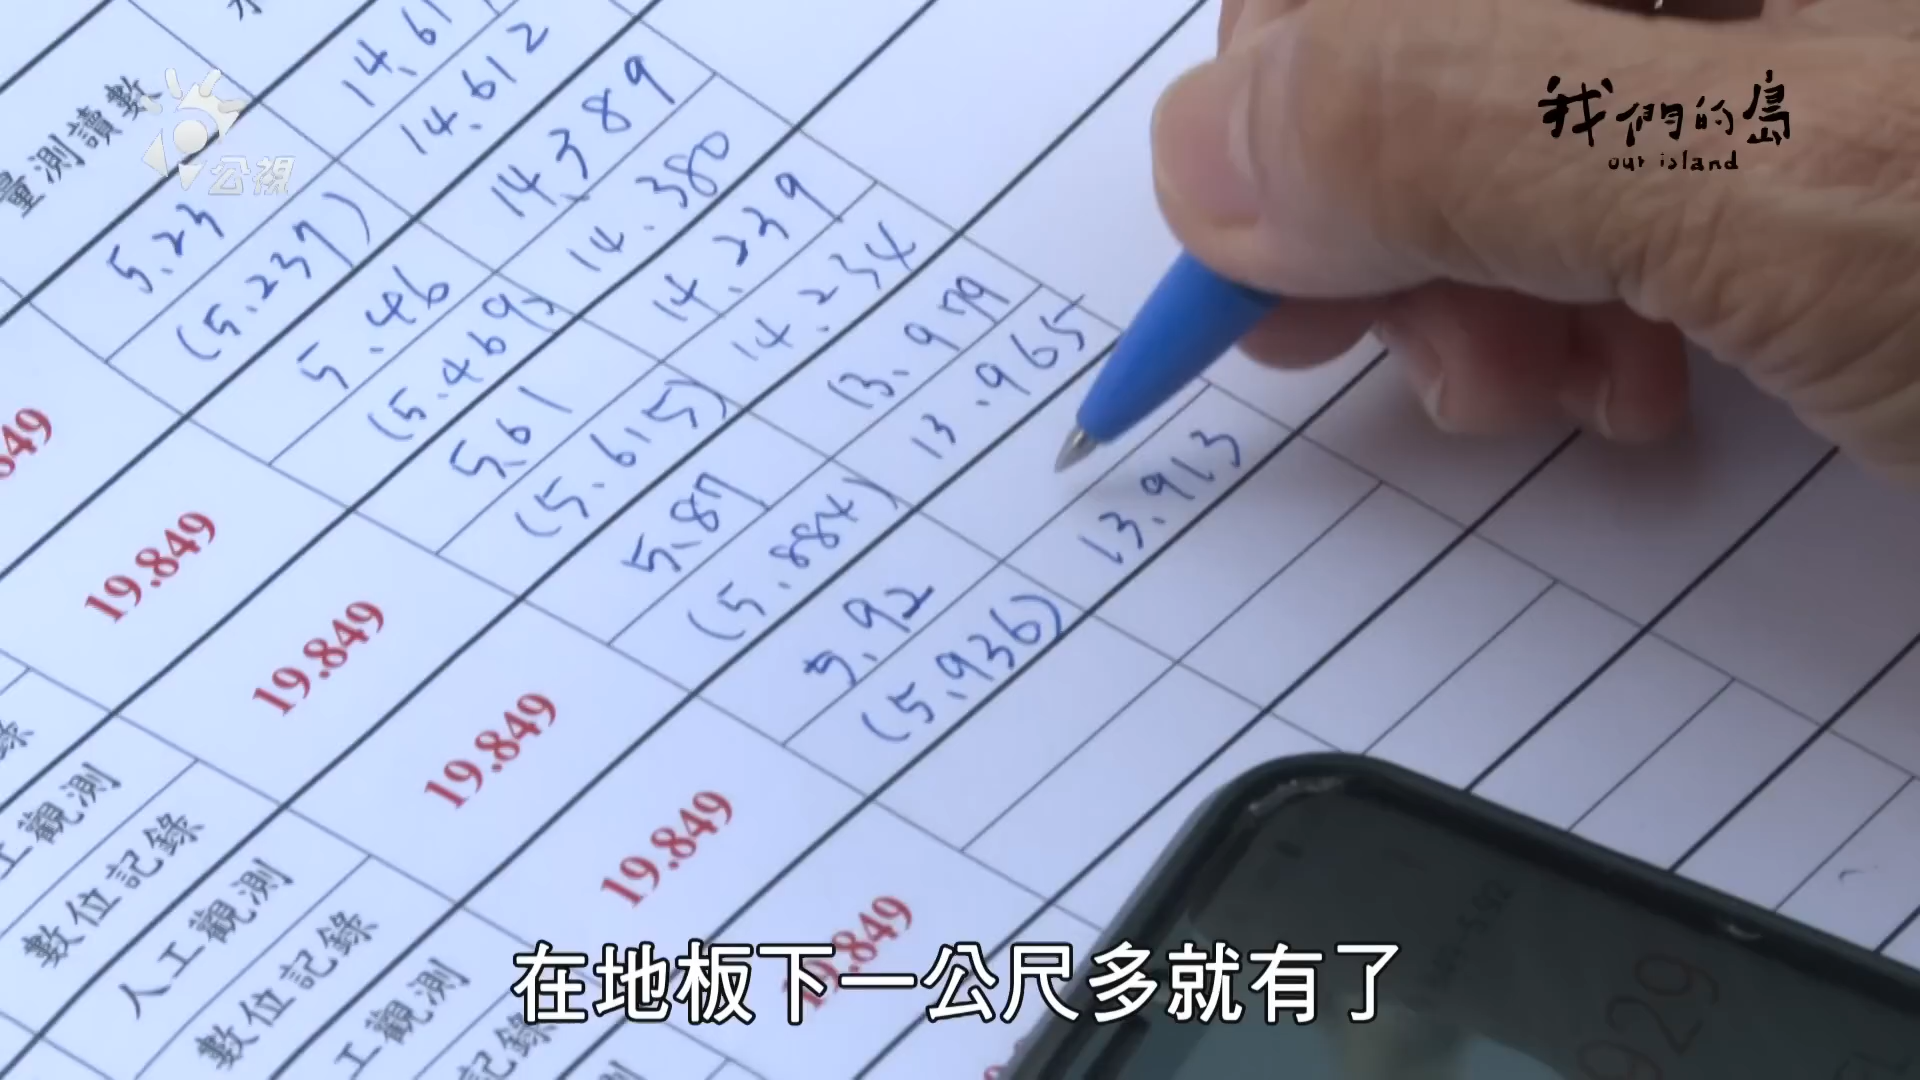 量測讀數
公視
我們的島
our island
14.612
5.23
(5.237)
14.389
5.46
14.380
(5.469)
14.239
5.61
14.234
(5.615)
13.979
5.87
13.965
(5.884)
5.92
13.913
(5.936)
19.849
19.849
19.849
19.849
19.849
工觀測
數位記錄
人工觀測
數位記錄
工觀測
記錄
在地板下一公尺多就有了